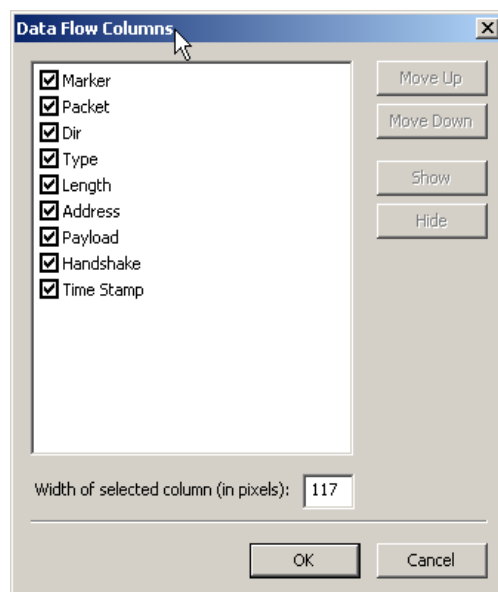 Data Flow Columns
Marker
Packet
Dir
Type
Length
Address
Payload
Handshake
Time Stamp
Move Up
Move Down
Show
Hide
Width of selected column (in pixels): 117
OK
Cancel